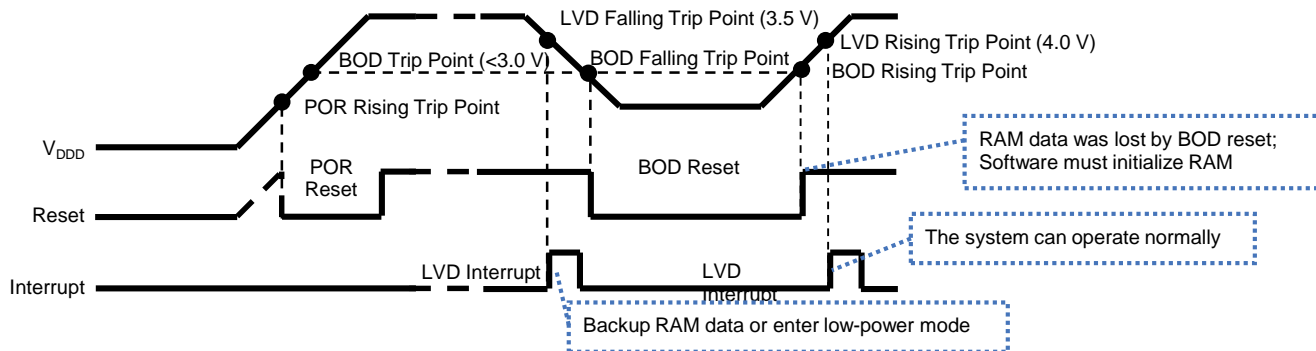 LVD Falling Trip Point (3.5 V)
LVD Rising Trip Point (4.0 V)
BOD Trip Point (<3.0 V)
BOD Falling Trip Point
BOD Rising Trip Point
POR Rising Trip Point
VDDD
RAM data was lost by BOD reset;
Software must initialize RAM
POR
Reset
BOD Reset
Reset
The system can operate normally
LVD Interrupt
LVD
Interrupt
Interrupt
Backup RAM data or enter low-power mode